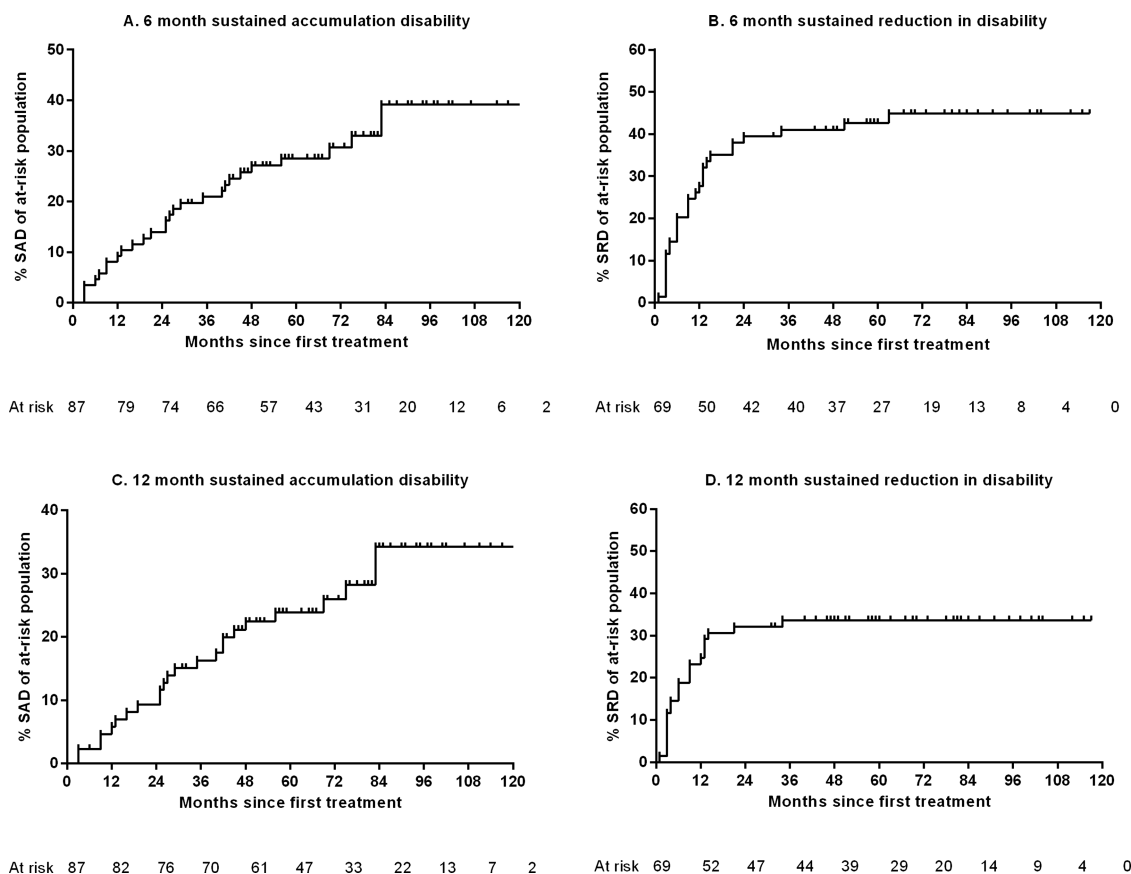 A. 6 month sustained accumulation disability
% SAD of at-risk population
50
40
30
20
10
0
0 12 24 36 48 60 72 84 96 108 120
Months since first treatment
At risk 87 79 74 66 57 43 31 20 12 6 2
B. 6 month sustained reduction in disability
% SRD of at-risk population
60
50
40
30
20
10
0
0 12 24 36 48 60 72 84 96 108 120
Months since first treatment
At risk 69 50 42 40 37 27 19 13 8 4 0
C. 12 month sustained accumulation disability
% SAD of at-risk population
40
30
20
10
0
0 12 24 36 48 60 72 84 96 108 120
Months since first treatment
At risk 87 82 76 70 61 47 33 22 13 7 2
D. 12 month sustained reduction in disability
% SRD of at-risk population
60
50
40
30
20
10
0
0 12 24 36 48 60 72 84 96 108 120
Months since first treatment
At risk 69 52 47 44 39 29 20 14 9 4 0